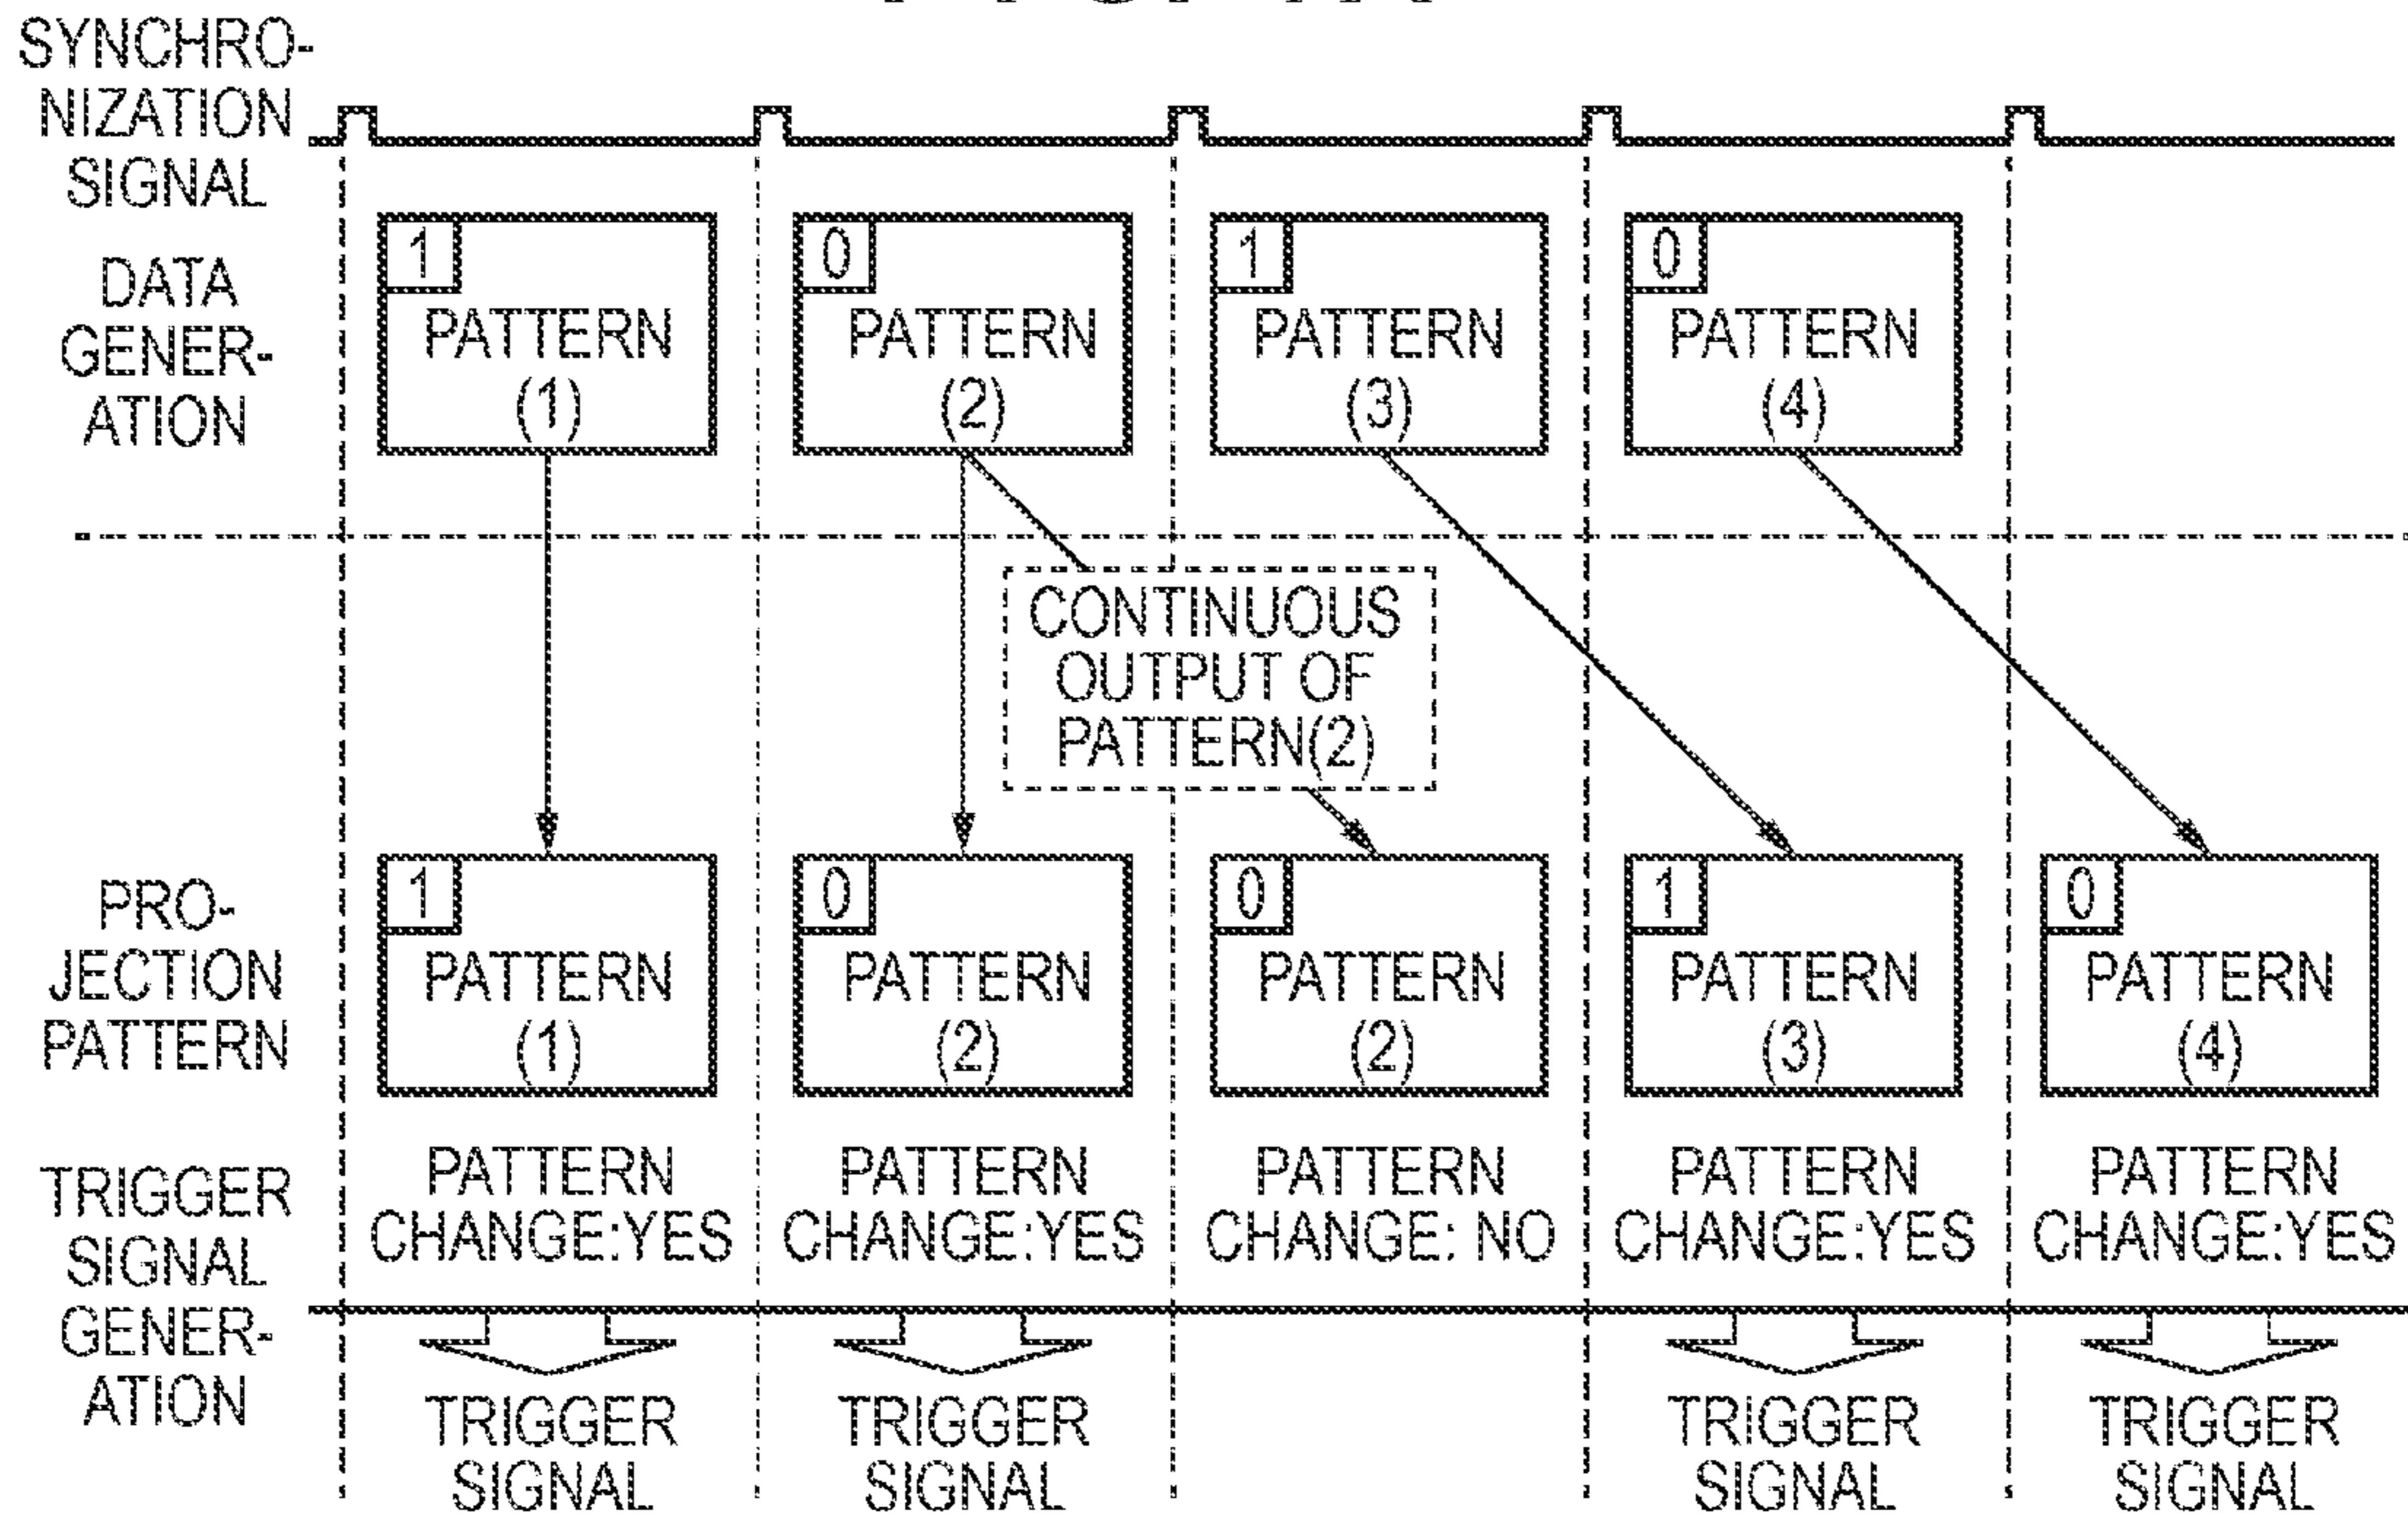 SYNCHRO-
NIZATION
SIGNAL
DATA
GENER-
ATION
1
PATTERN
(1)
0
PATTERN
(2)
1
PATTERN
(3)
0
PATTERN
(4)
CONTINUOUS
OUTPUT OF
PATTERN(2)
PRO-
JECTION
PATTERN
1
PATTERN
(1)
0
PATTERN
(2)
0
PATTERN
(2)
1
PATTERN
(3)
0
PATTERN
(4)
TRIGGER
SIGNAL
GENER-
ATION
PATTERN
CHANGE:YES
PATTERN
CHANGE:YES
PATTERN
CHANGE: NO
PATTERN
CHANGE:YES
PATTERN
CHANGE:YES
TRIGGER
SIGNAL
TRIGGER
SIGNAL
TRIGGER
SIGNAL
TRIGGER
SIGNAL